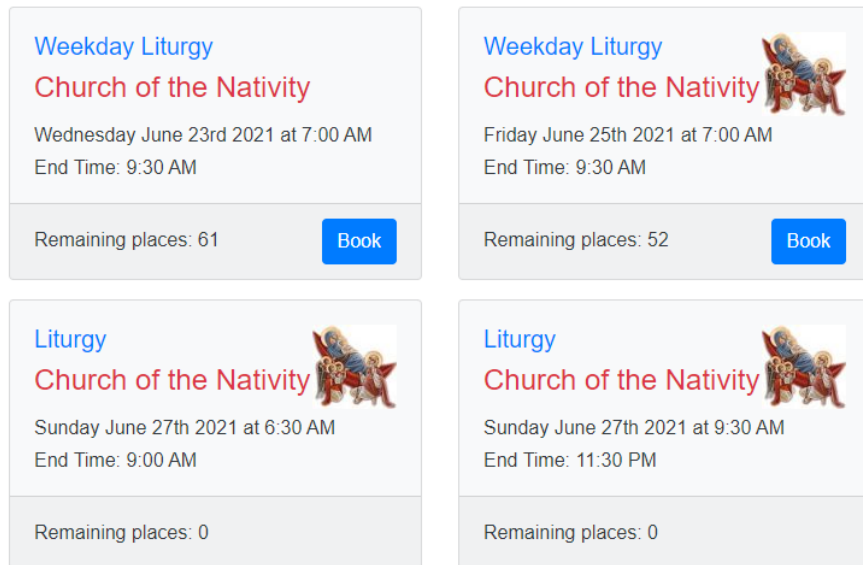 Weekday Liturgy
Church of the Nativity
Wednesday June 23rd 2021 at 7:00 AM
End Time: 9:30 AM
Remaining places: 61
Book
Weekday Liturgy
Church of the Nativity
Friday June 25th 2021 at 7:00 AM
End Time: 9:30 AM
Remaining places: 52
Book
Liturgy
Church of the Nativity
Sunday June 27th 2021 at 6:30 AM
End Time: 9:00 AM
Remaining places: 0
Liturgy
Church of the Nativity
Sunday June 27th 2021 at 9:30 AM
End Time: 11:30 PM
Remaining places: 0